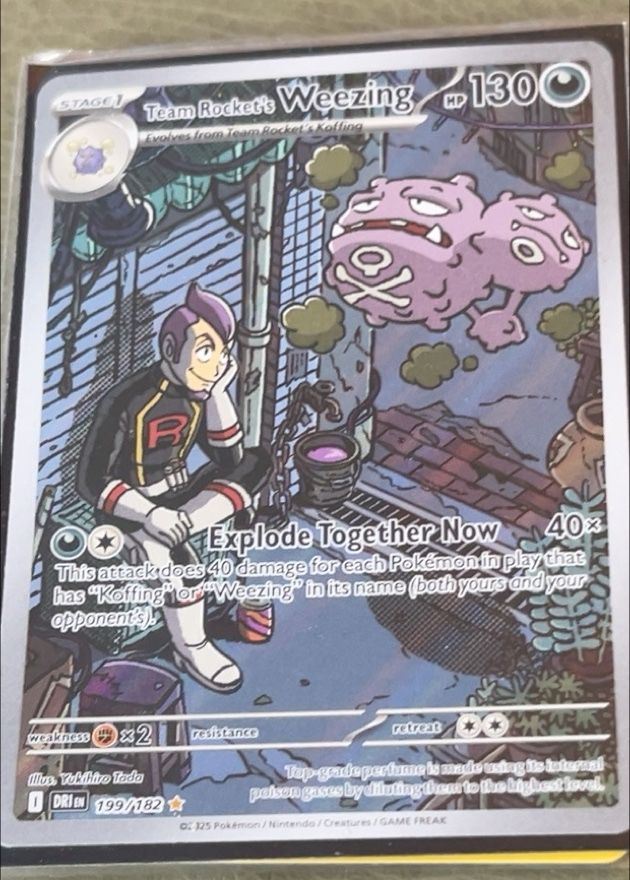 STAGE 1
Team Rocket's Weezing HP 130
Evolves from Team Rocket's Koffing
R
Explode Together Now 40×
This attack does 40 damage for each Pokémon in play that
has "Koffing" or "Weezing" in its name (both yours and your
opponent's).
weakness ×2 resistance retreat
Illus. Yukihiro Tada
Top-grade perfume is made using its internal
poison gases by diluting them to the highest level.
I DRI EN 199/182
©2025 Pokémon / Nintendo / Creatures / GAME FREAK